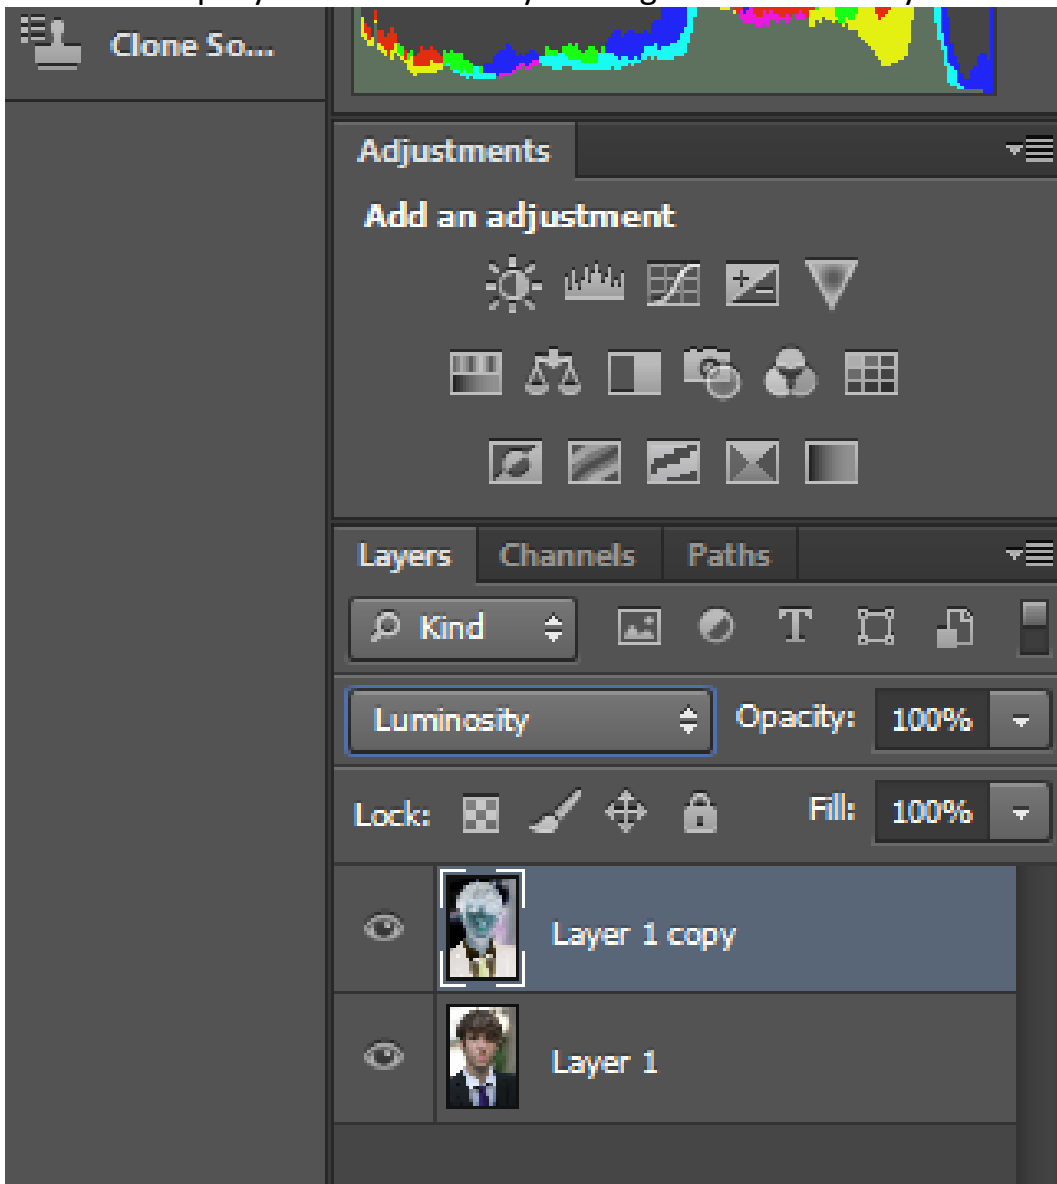 Clone So...
Adjustments
Add an adjustment
Layers Channels Paths
Kind T
Luminosity Opacity: 100%
Lock: Fill: 100%
Layer 1 copy
Layer 1